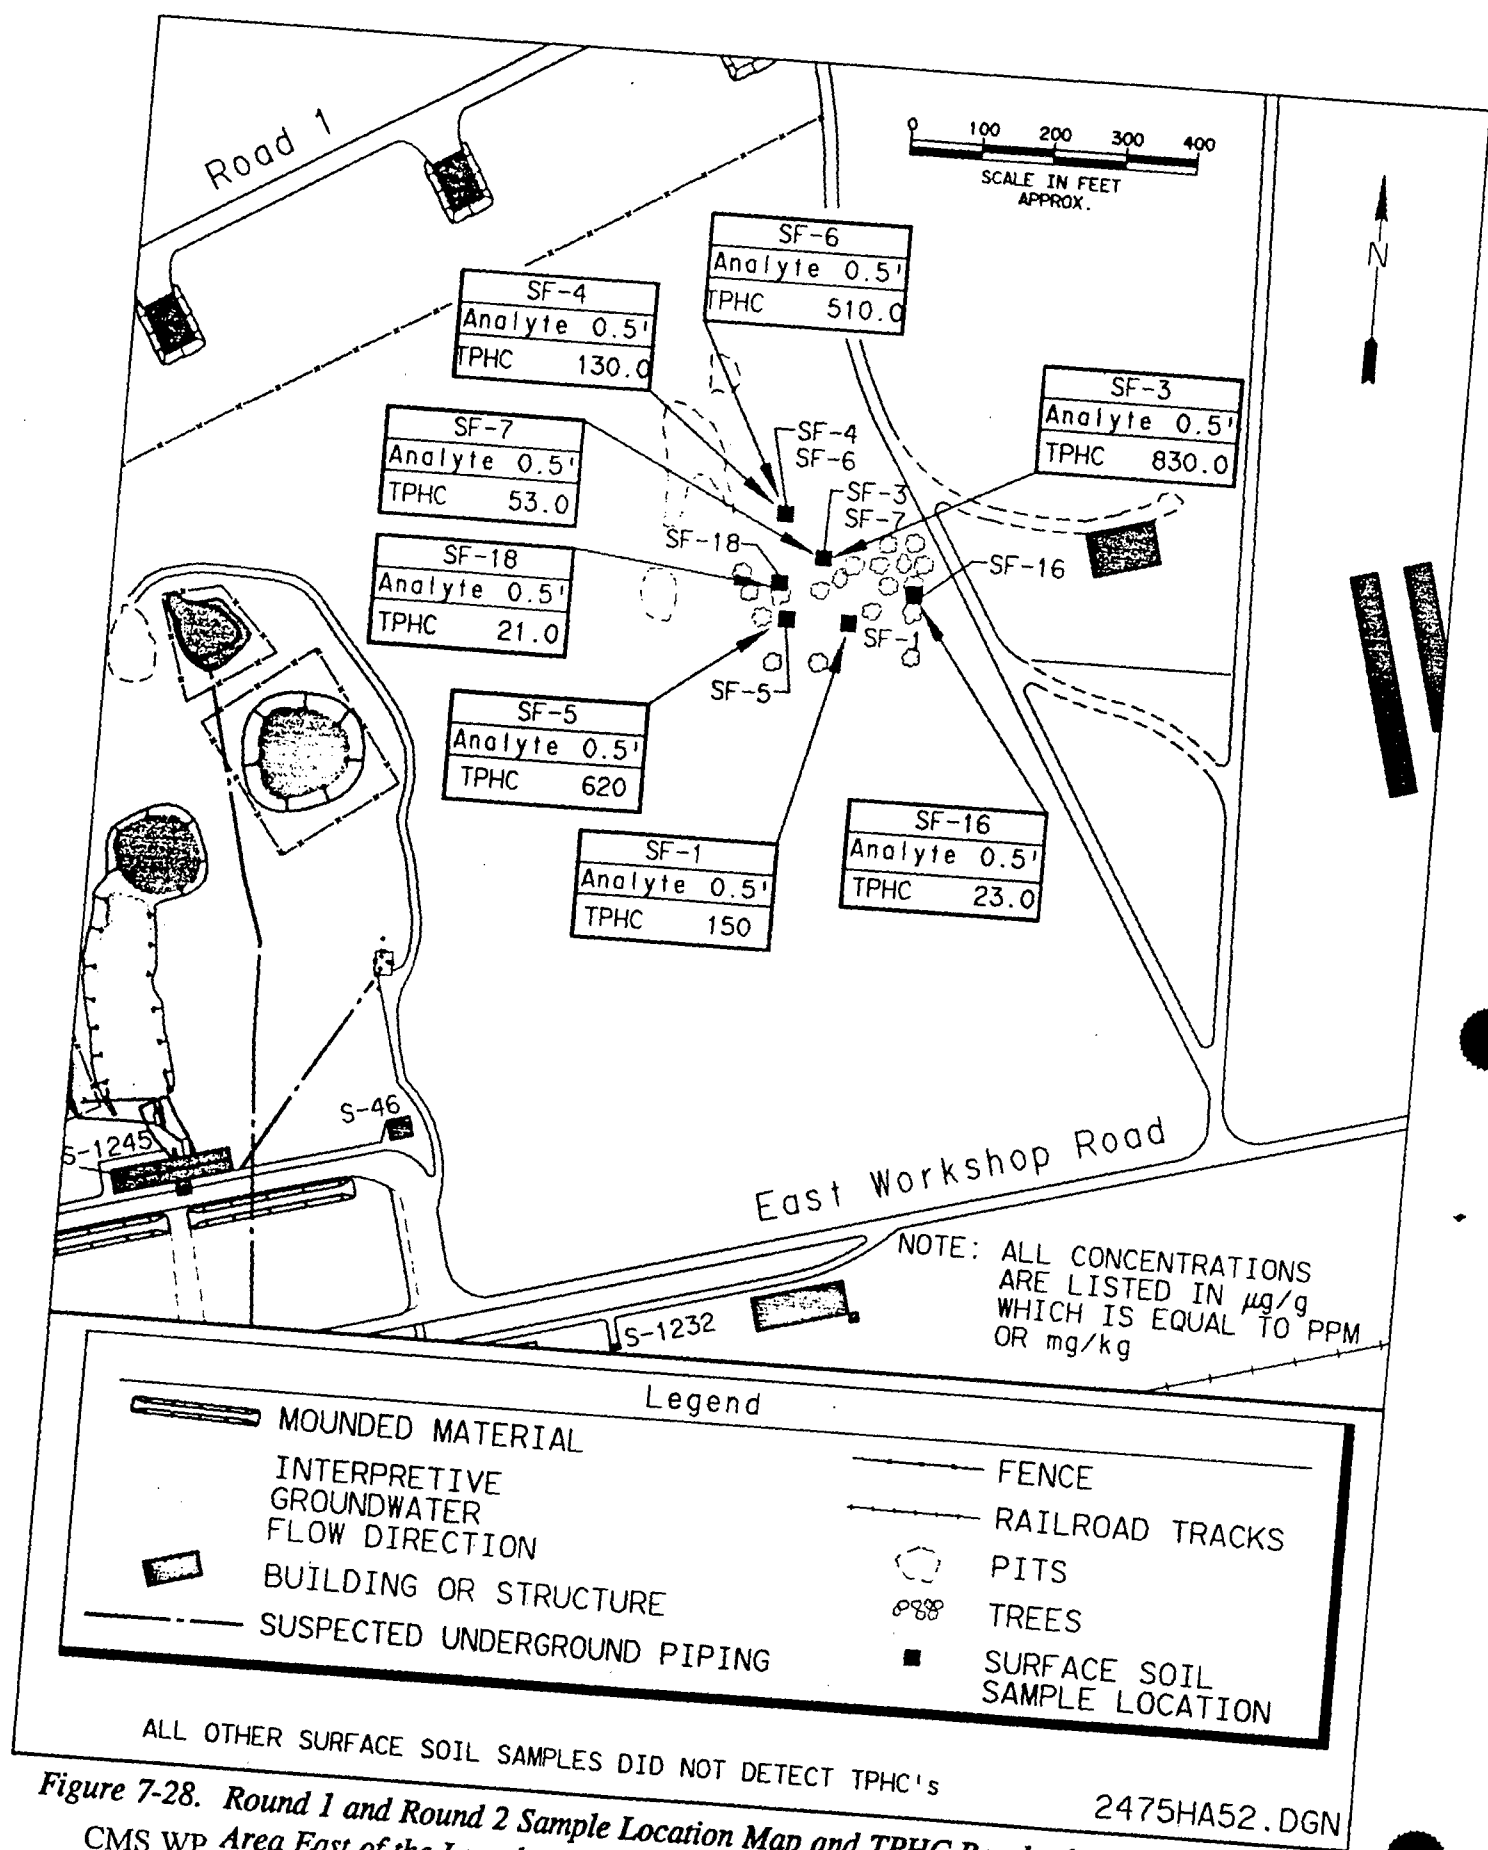 Road 1
0 100 200 300 400
SCALE IN FEET
APPROX.
N
SF-6
Analyte 0.5'
TPHC 510.0
SF-4
Analyte 0.5'
TPHC 130.0
SF-3
Analyte 0.5'
TPHC 830.0
SF-7
Analyte 0.5'
TPHC 53.0
SF-4
SF-6
SF-3
SF-7
SF-18
SF-16
SF-18
Analyte 0.5'
TPHC 21.0
SF-1
SF-5
SF-5
Analyte 0.5'
TPHC 620
SF-16
Analyte 0.5'
TPHC 23.0
SF-1
Analyte 0.5'
TPHC 150
S-46
S-1245
East Workshop Road
S-1232
NOTE: ALL CONCENTRATIONS
ARE LISTED IN µg/g
WHICH IS EQUAL TO PPM
OR mg/kg
Legend
MOUNDED MATERIAL
INTERPRETIVE
GROUNDWATER
FLOW DIRECTION
BUILDING OR STRUCTURE
SUSPECTED UNDERGROUND PIPING
FENCE
RAILROAD TRACKS
PITS
TREES
SURFACE SOIL
SAMPLE LOCATION
ALL OTHER SURFACE SOIL SAMPLES DID NOT DETECT TPHC's
2475HA52.DGN
Figure 7-28. Round 1 and Round 2 Sample Location Map and TPHC
CMS WP Area East of the